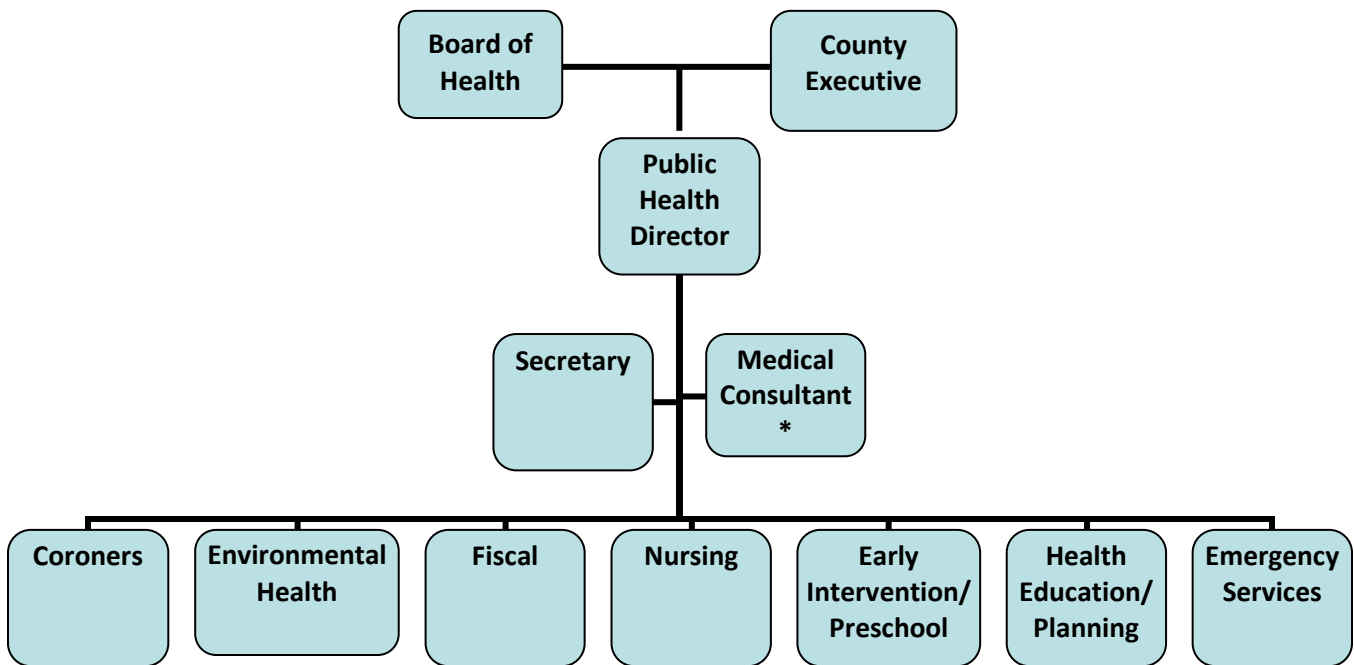 Board of
Health
County
Executive
Public
Health
Director
Secretary
Medical
Consultant
*
Coroners
Environmental
Health
Fiscal
Nursing
Early
Intervention/
Preschool
Health
Education/
Planning
Emergency
Services